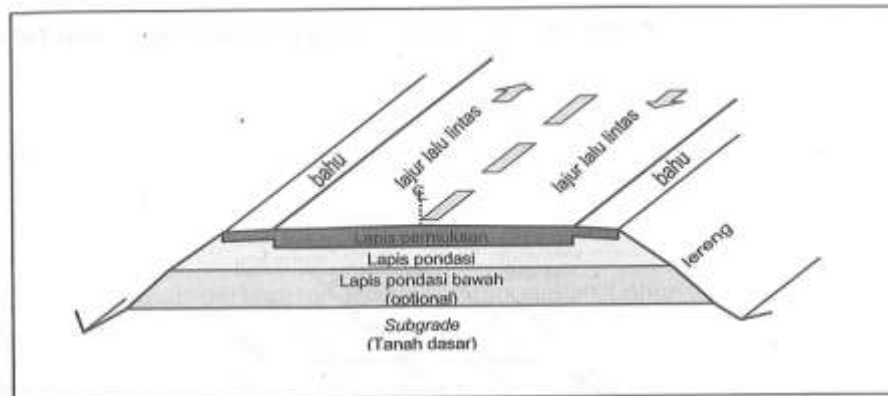 bahu
lajur lalu lintas
lajur lalu lintas
bahu
lereng
Lapis permukaan
Lapis pondasi
Lapis pondasi bawah
(optional)
Subgrade
(Tanah dasar)